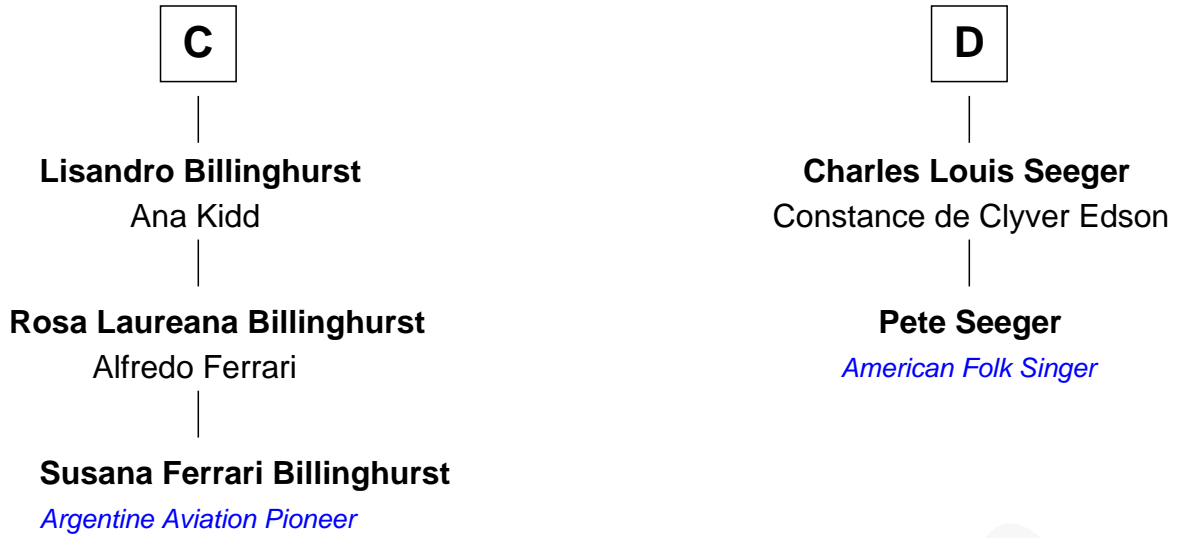 C
Lisandro Billinghurst
Ana Kidd
Rosa Laureana Billinghurst
Alfredo Ferrari
Susana Ferrari Billinghurst
Argentine Aviation Pioneer
D
Charles Louis Seeger
Constance de Clyver Edson
Pete Seeger
American Folk Singer